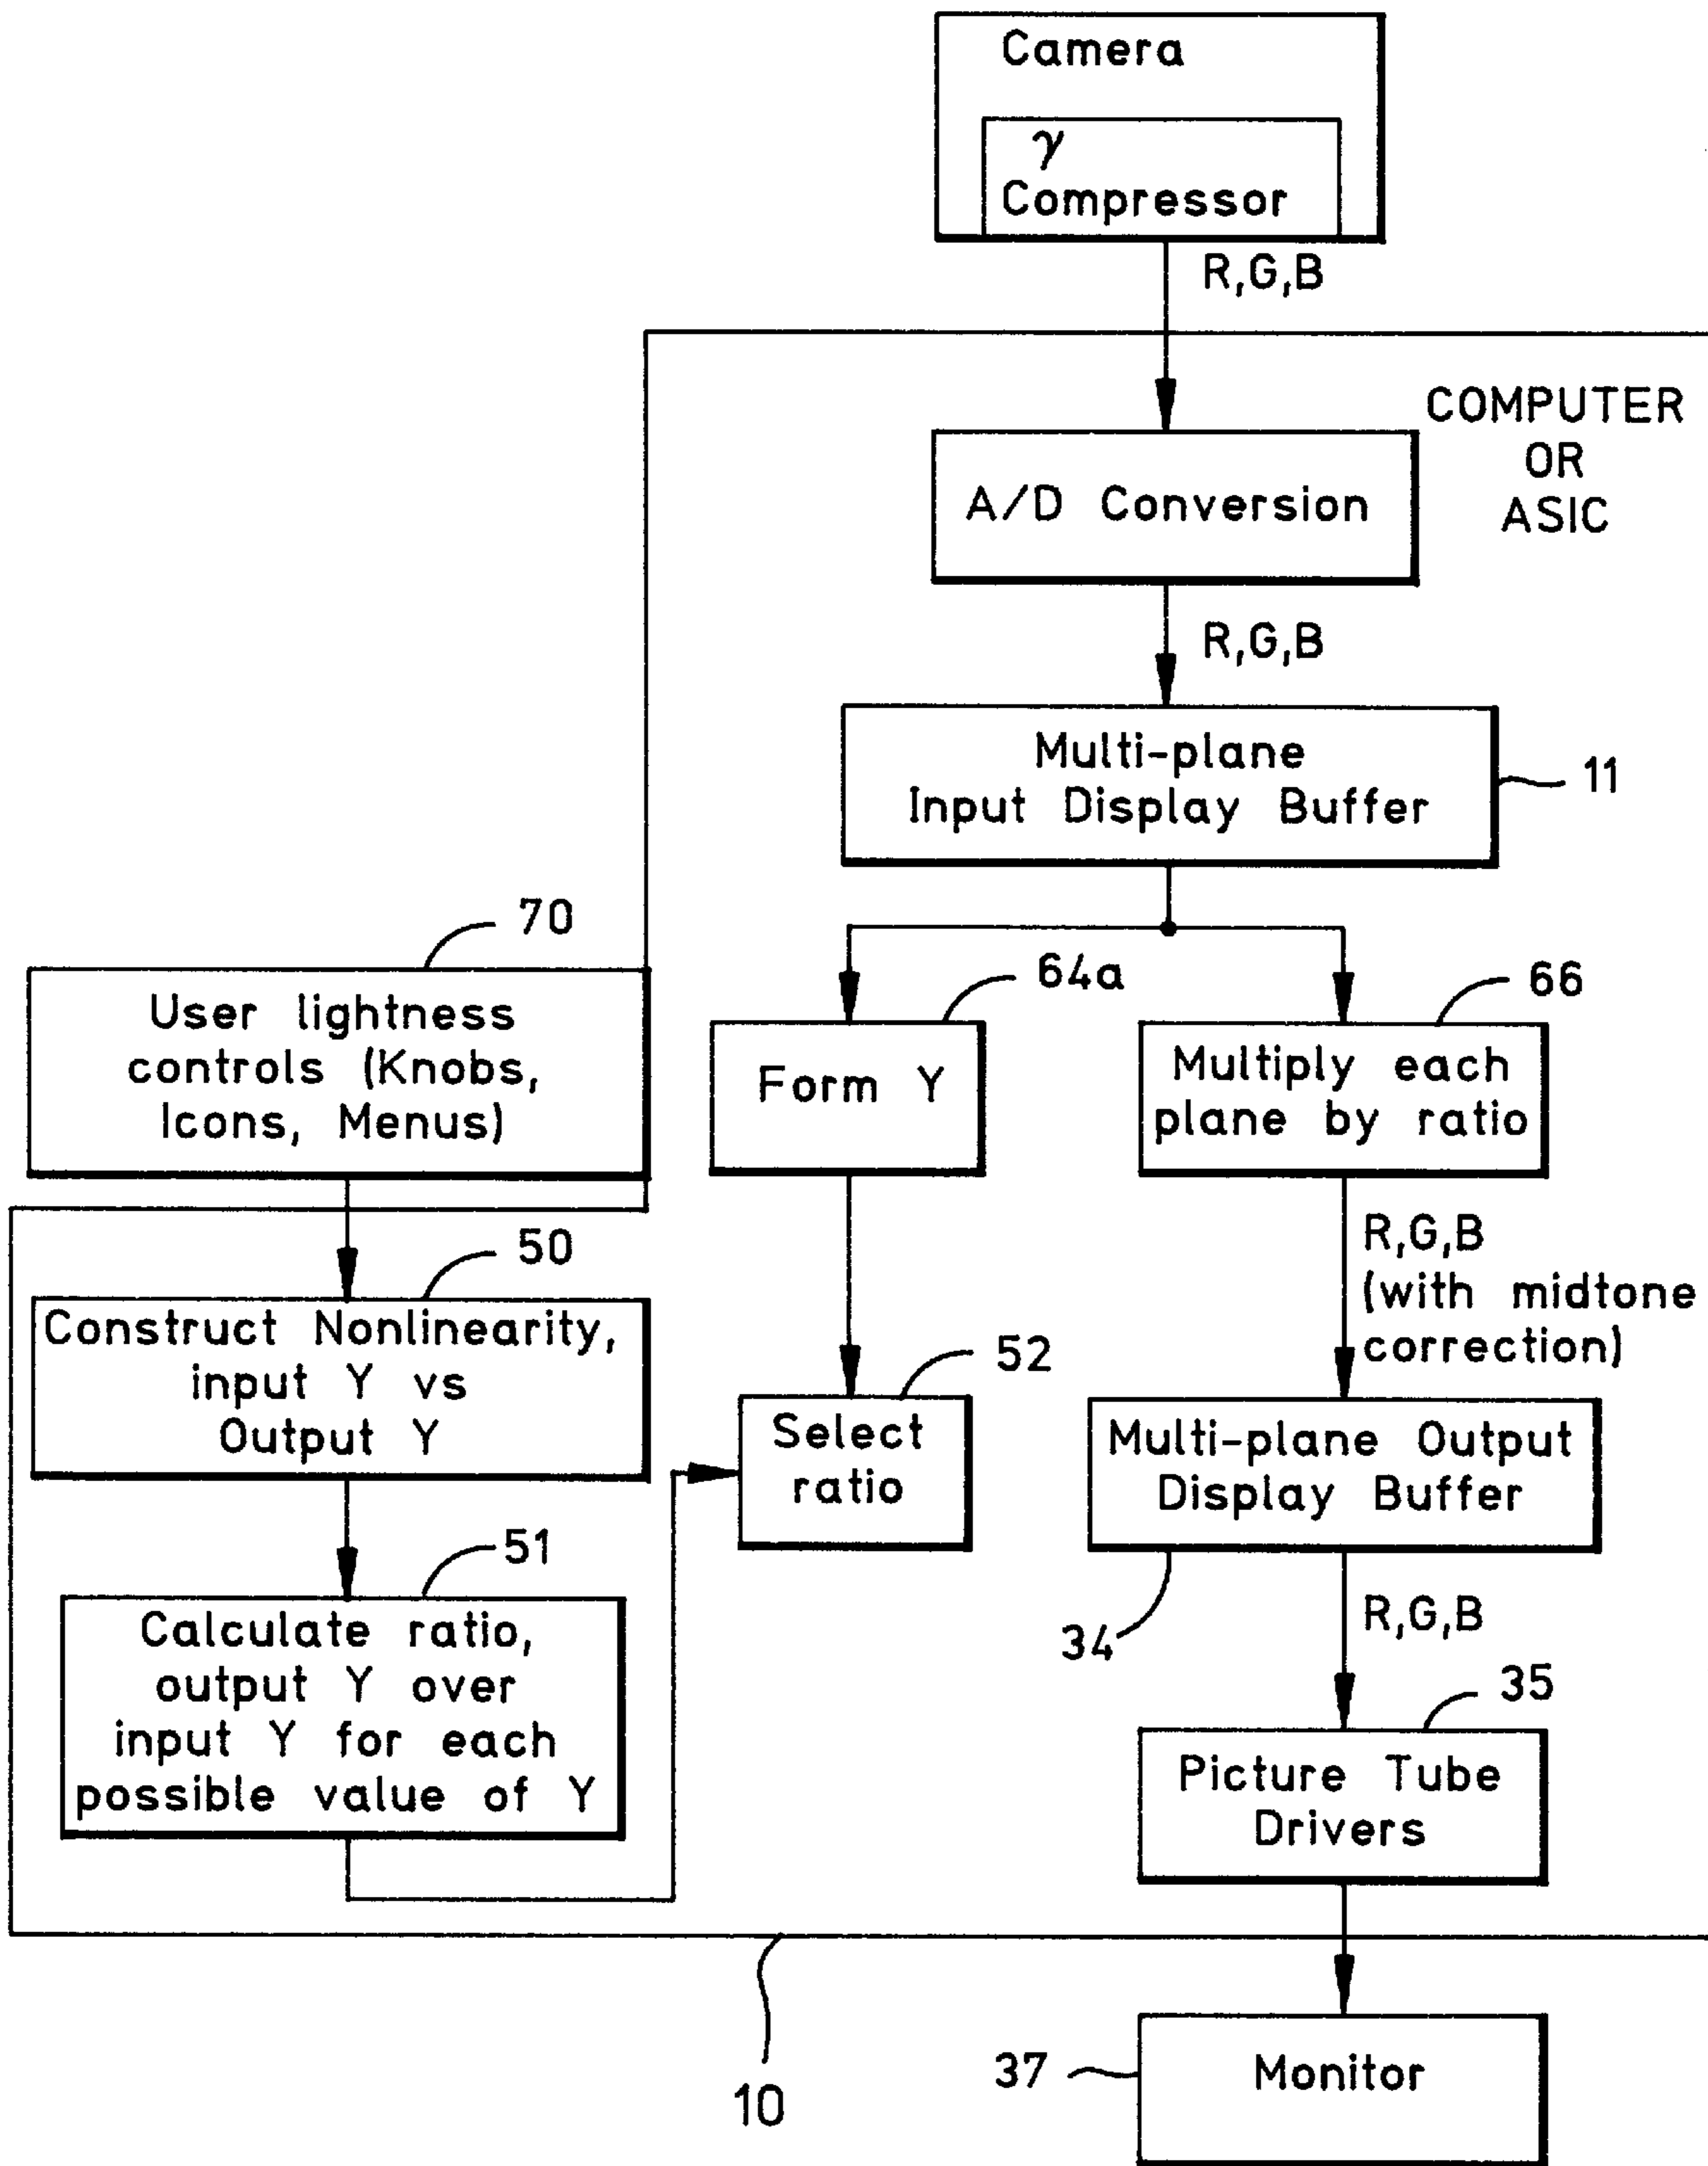 Camera
γ
Compressor
R,G,B
COMPUTER
OR
ASIC
A/D Conversion
R,G,B
Multi-plane
Input Display Buffer
11
70
User lightness
controls (Knobs,
Icons, Menus)
64a
Form Y
66
Multiply each
plane by ratio
R,G,B
(with midtone
correction)
50
Construct Nonlinearity,
input Y vs
Output Y
52
Select
ratio
Multi-plane Output
Display Buffer
34
R,G,B
51
Calculate ratio,
output Y over
input Y for each
possible value of Y
35
Picture Tube
Drivers
10
37
Monitor